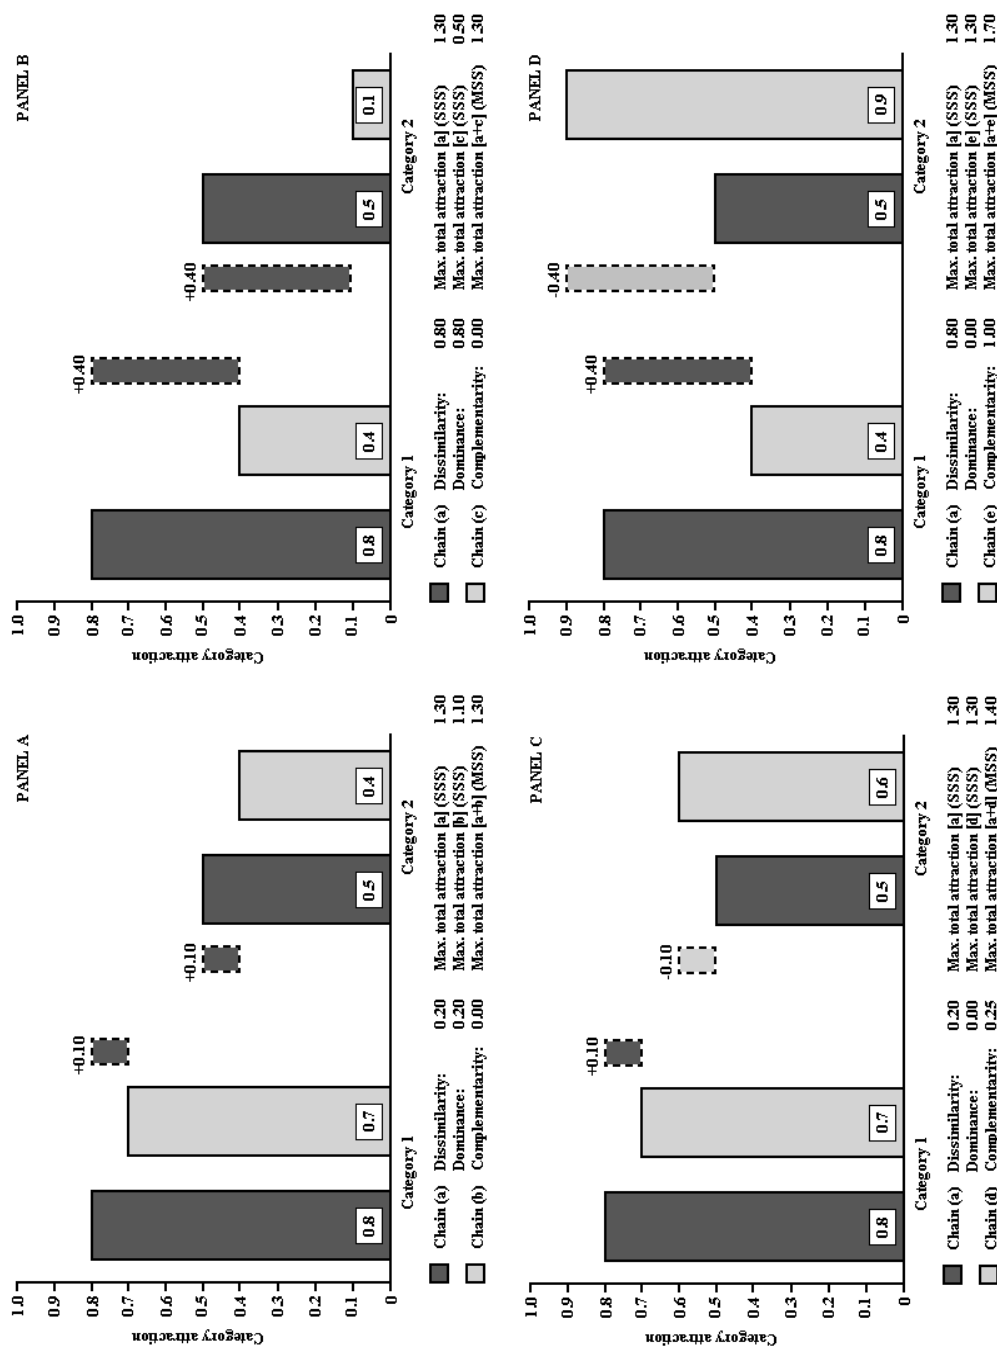 PANEL A
Category attraction
1.0
0.9
0.8
0.7
0.6
0.5
0.4
0.3
0.2
0.1
0
0.8
0.7
+0.10
+0.10
0.5
0.4
Category 1
Category 2
Chain (a) Dissimilarity: 0.20 Max. total attraction [a] (SSS) 1.30
Dominance: 0.20 Max. total attraction [b] (SSS) 1.10
Chain (b) Complementarity: 0.00 Max. total attraction [a+b] (MSS) 1.30
PANEL B
Category attraction
1.0
0.9
0.8
0.7
0.6
0.5
0.4
0.3
0.2
0.1
0
0.8
0.4
+0.40
+0.40
0.5
0.1
Category 1
Category 2
Chain (a) Dissimilarity: 0.80 Max. total attraction [a] (SSS) 1.30
Dominance: 0.80 Max. total attraction [c] (SSS) 0.50
Chain (c) Complementarity: 0.00 Max. total attraction [a+c] (MSS) 1.30
PANEL C
Category attraction
1.0
0.9
0.8
0.7
0.6
0.5
0.4
0.3
0.2
0.1
0
0.8
0.7
+0.10
-0.10
0.5
0.6
Category 1
Category 2
Chain (a) Dissimilarity: 0.20 Max. total attraction [a] (SSS) 1.30
Dominance: 0.00 Max. total attraction [d] (SSS) 1.30
Chain (d) Complementarity: 0.25 Max. total attraction [a+d] (MSS) 1.40
PANEL D
Category attraction
1.0
0.9
0.8
0.7
0.6
0.5
0.4
0.3
0.2
0.1
0
0.8
0.4
+0.40
-0.40
0.5
0.9
Category 1
Category 2
Chain (a) Dissimilarity: 0.80 Max. total attraction [a] (SSS) 1.30
Dominance: 0.00 Max. total attraction [e] (SSS) 1.30
Chain (e) Complementarity: 1.00 Max. total attraction [a+e] (MSS) 1.70